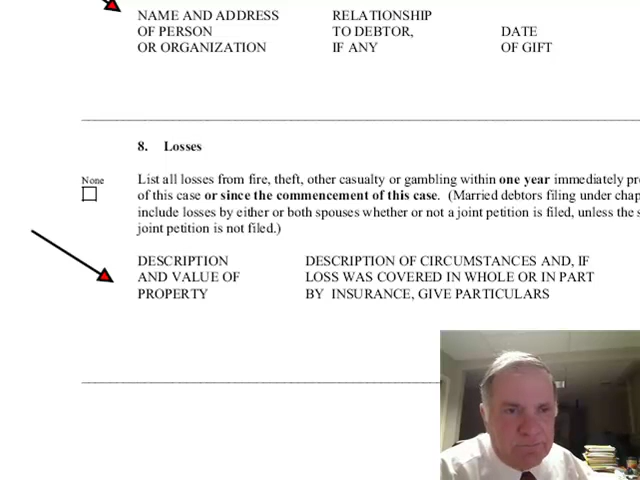 NAME AND ADDRESS RELATIONSHIP
OF PERSON TO DEBTOR, DATE
OR ORGANIZATION IF ANY OF GIFT
8. Losses
None List all losses from fire, theft, other casualty or gambling within one year immediately
of this case or since the commencement of this case. (Married debtors filing under
include losses by either or both spouses whether or not a joint petition is filed, unless the
joint petition is not filed.)
DESCRIPTION DESCRIPTION OF CIRCUMSTANCES AND, IF
AND VALUE OF LOSS WAS COVERED IN WHOLE OR IN PART
PROPERTY BY INSURANCE, GIVE PARTICULARS